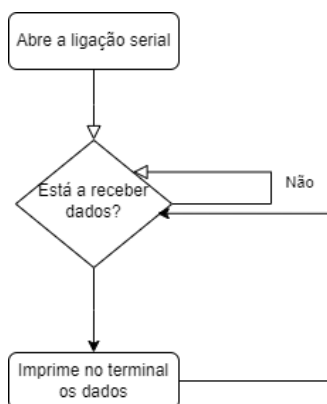 Abre a ligação serial
Está a receber
dados?
Não
Imprime no terminal
os dados